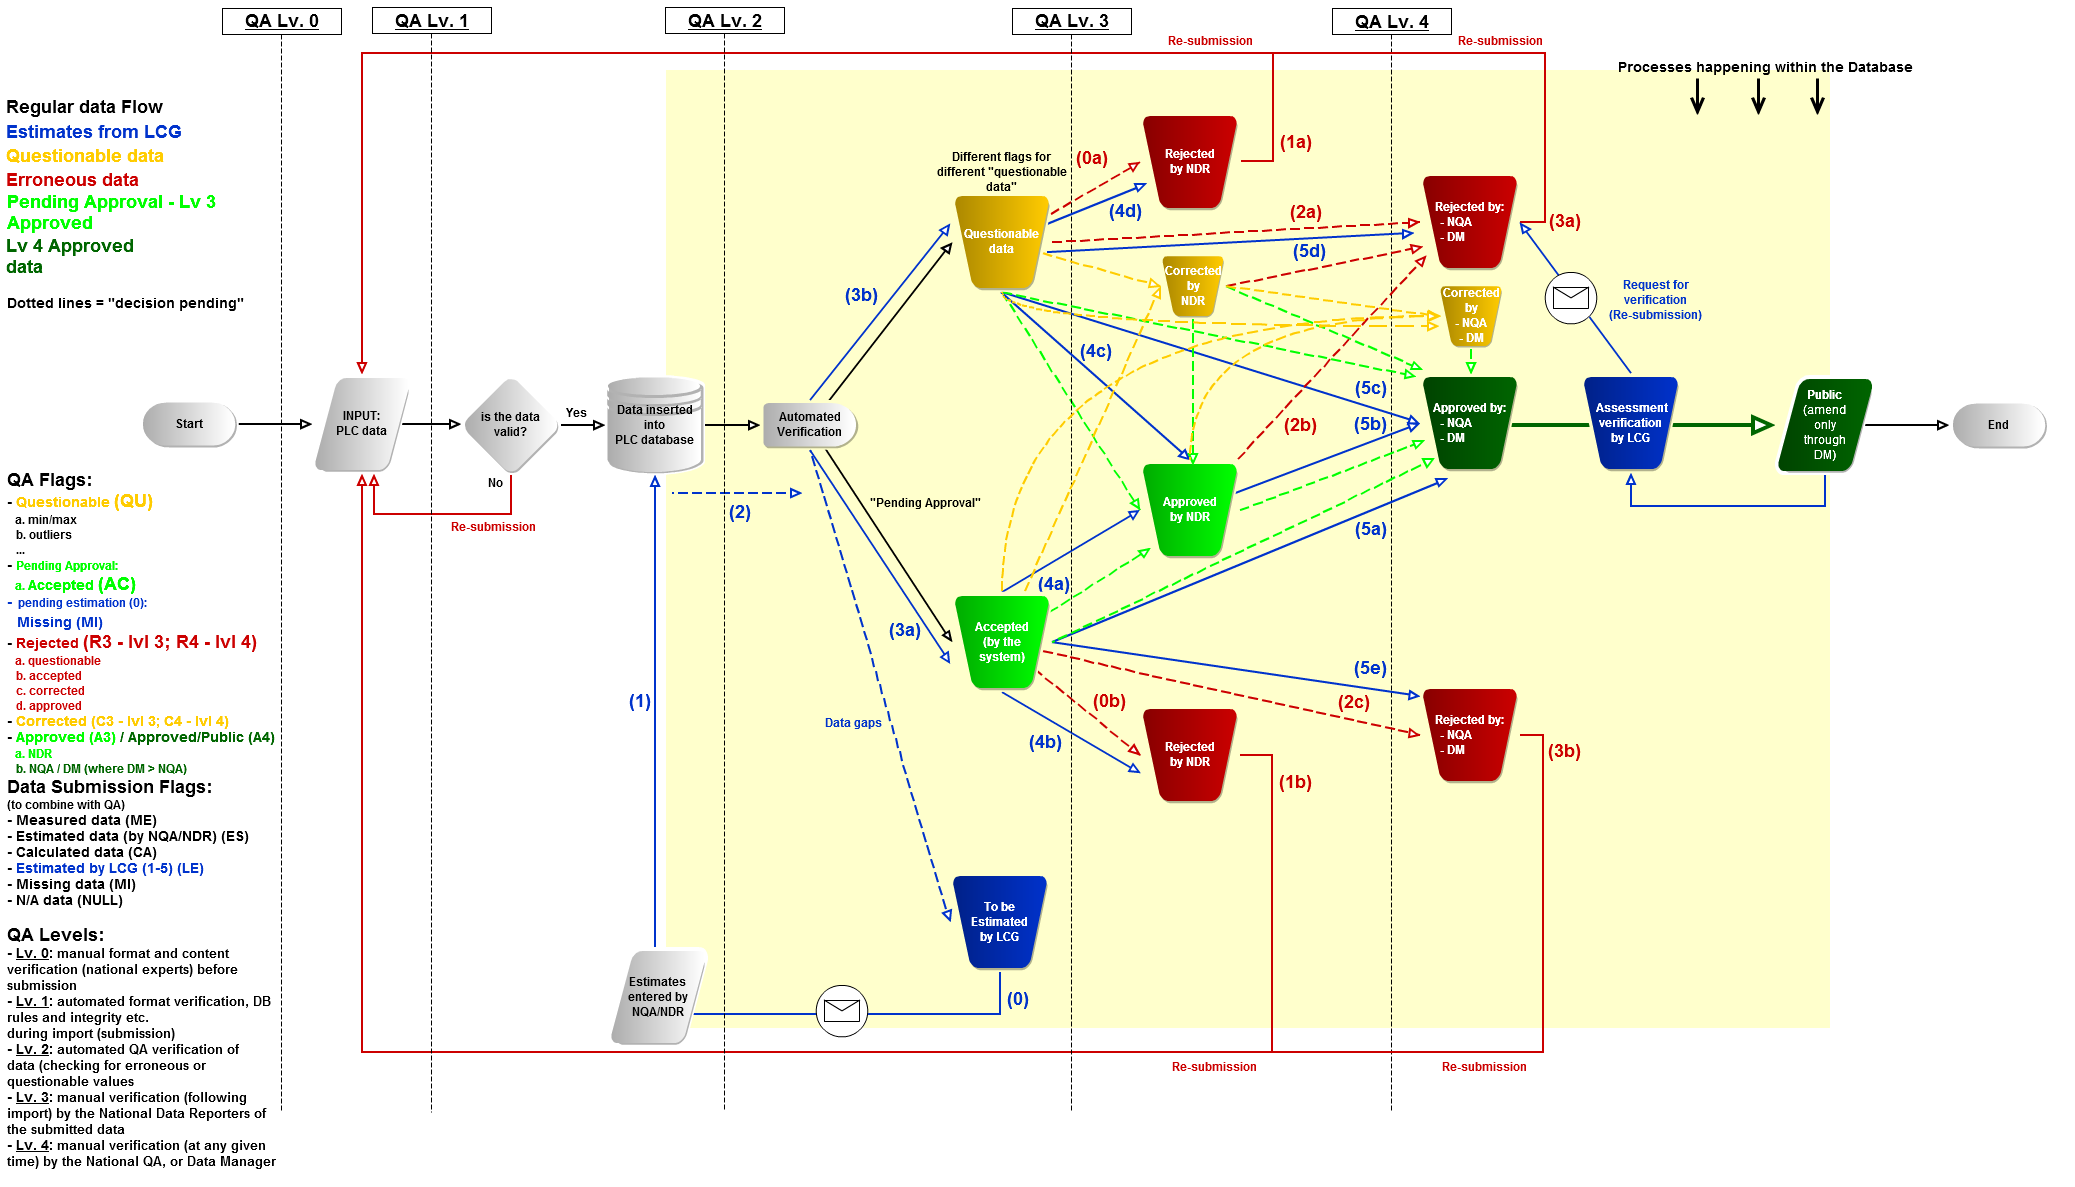 QA Lv. 0
QA Lv. 1
QA Lv. 2
QA Lv. 3
QA Lv. 4
Re-submission
Re-submission
Processes happening within the Database
Regular data Flow
Estimates from LCG
Questionable data
Erroneous data
Pending Approval - Lv 3
Approved
Lv 4 Approved
data
Dotted lines = "decision pending"
Different flags for
different "questionable
data"
(0a)
Rejected
by NDR
(1a)
(4d)
Questionable
data
(2a)
(5d)
Rejected by:
- NQA
- DM
(3a)
(3b)
Corrected
by
NDR
Corrected
by
- NQA
- DM
Request for
verification
(Re-submission)
(4c)
(5c)
(5b)
(2b)
Start
INPUT:
PLC data
is the data
valid?
Yes
No
Re-submission
Data inserted
into
PLC database
Automated
Verification
Approved by:
- NQA
- DM
Assessment
verification
by LCG
Public
(amend
only
through
DM)
End
(2)
"Pending Approval"
Approved
by NDR
(5a)
(4a)
(3a)
Accepted
(by the
system)
(5e)
(0b)
(2c)
(4b)
Rejected
by NDR
(1b)
Rejected by:
- NQA
- DM
(3b)
(1)
Data gaps
To be
Estimated
by LCG
(0)
Estimates
entered by
NQA/NDR
Re-submission
Re-submission
QA Flags:
- Questionable (QU)
a. min/max
b. outliers
...
- Pending Approval:
a. Accepted (AC)
- pending estimation (0):
Missing (MI)
- Rejected (R3 - lvl 3; R4 - lvl 4)
a. questionable
b. accepted
c. corrected
d. approved
- Corrected (C3 - lvl 3; C4 - lvl 4)
- Approved (A3) / Approved/Public (A4)
a. NDR
b. NQA / DM (where DM > NQA)
Data Submission Flags:
(to combine with QA)
- Measured data (ME)
- Estimated data (by NQA/NDR) (ES)
- Calculated data (CA)
- Estimated by LCG (1-5) (LE)
- Missing data (MI)
- N/A data (NULL)
QA Levels:
- Lv. 0: manual format and content
verification (national experts) before
submission
- Lv. 1: automated format verification, DB
rules and integrity etc.
during import (submission)
- Lv. 2: automated QA verification of
data (checking for erroneous or
questionable values
- Lv. 3: manual verification (following
import) by the National Data Reporters of
the submitted data
- Lv. 4: manual verification (at any given
time) by the National QA, or Data Manager